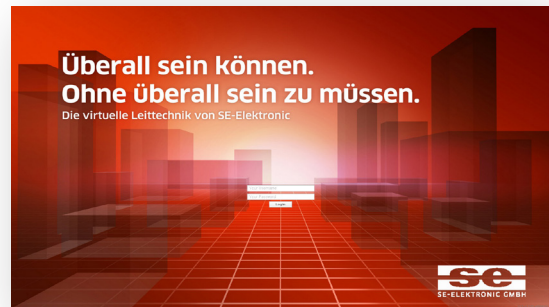 Überall sein können.
Ohne überall sein zu müssen.
Die virtuelle Leittechnik von SE-Elektronic
Login
se
SE-ELEKTRONIC GMBH